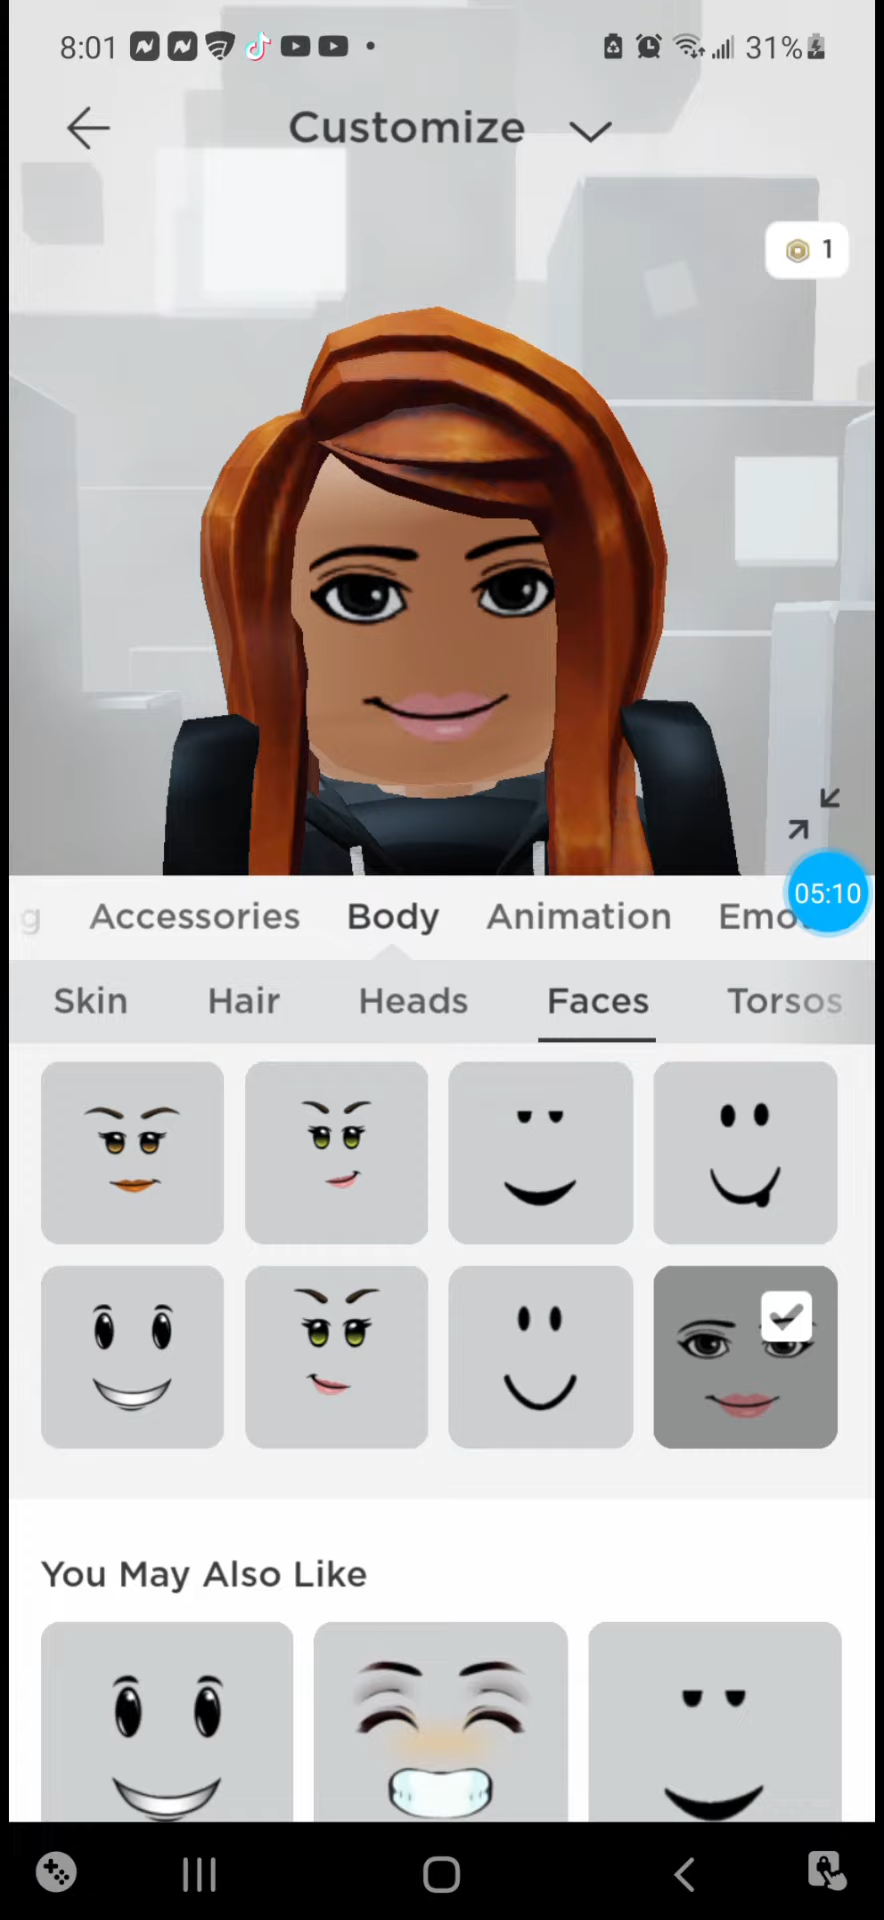 8:01 31%
Customize
1
g Accessories Body Animation Emo
05:10
Skin Hair Heads Faces Torsos
You May Also Like